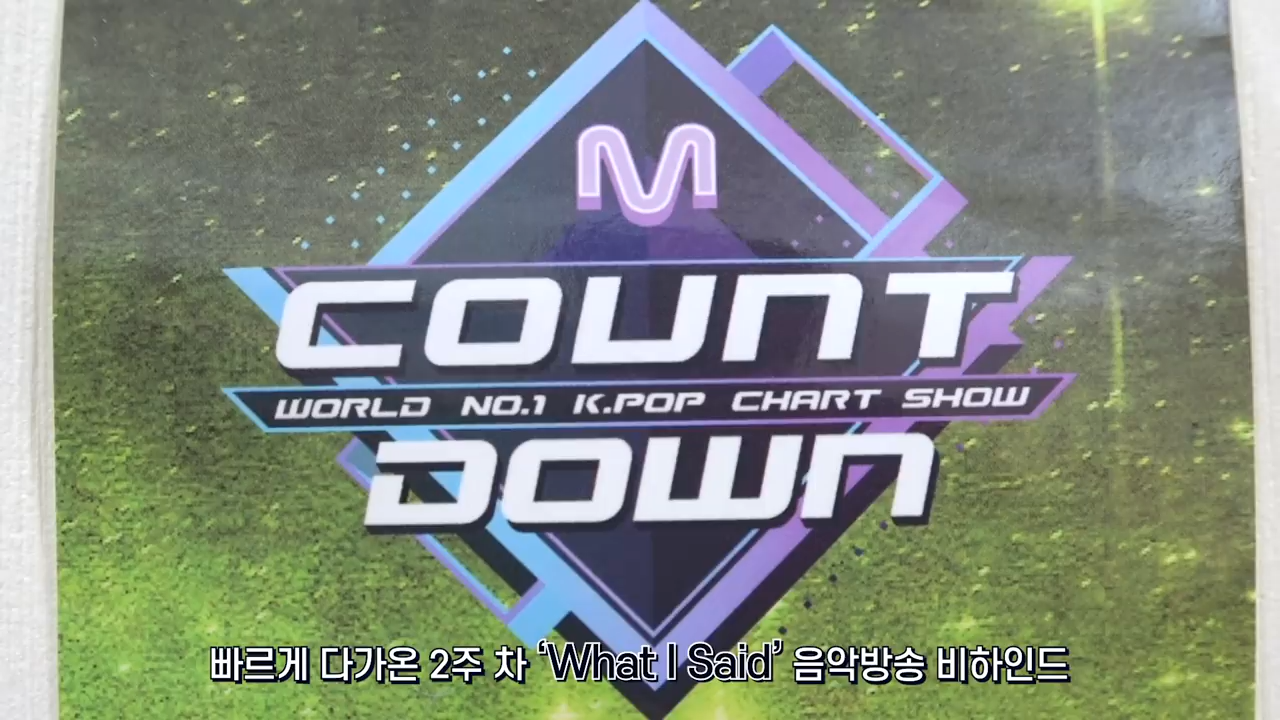 M
COUNT
WORLD NO.1 K.POP CHART SHOW
DOWN
빠르게 다가온 2주 차 ‘What I Said’ 음악방송 비하인드